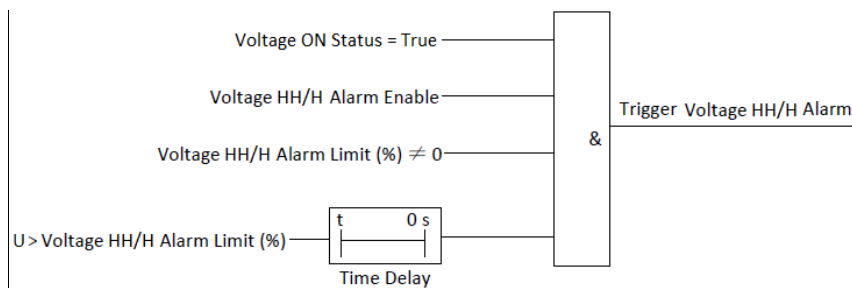 Voltage ON Status = True
Voltage HH/H Alarm Enable
Trigger Voltage HH/H Alarm
&
Voltage HH/H Alarm Limit (%) ≠ 0
t 0 s
U > Voltage HH/H Alarm Limit (%)
Time Delay